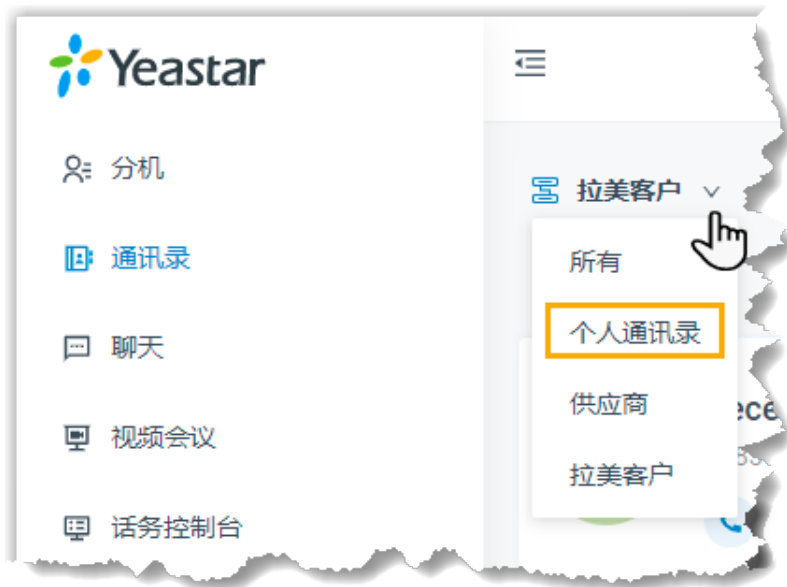 Yeastar
分机
通讯录
聊天
视频会议
话务控制台
拉美客户
所有
个人通讯录
供应商
拉美客户